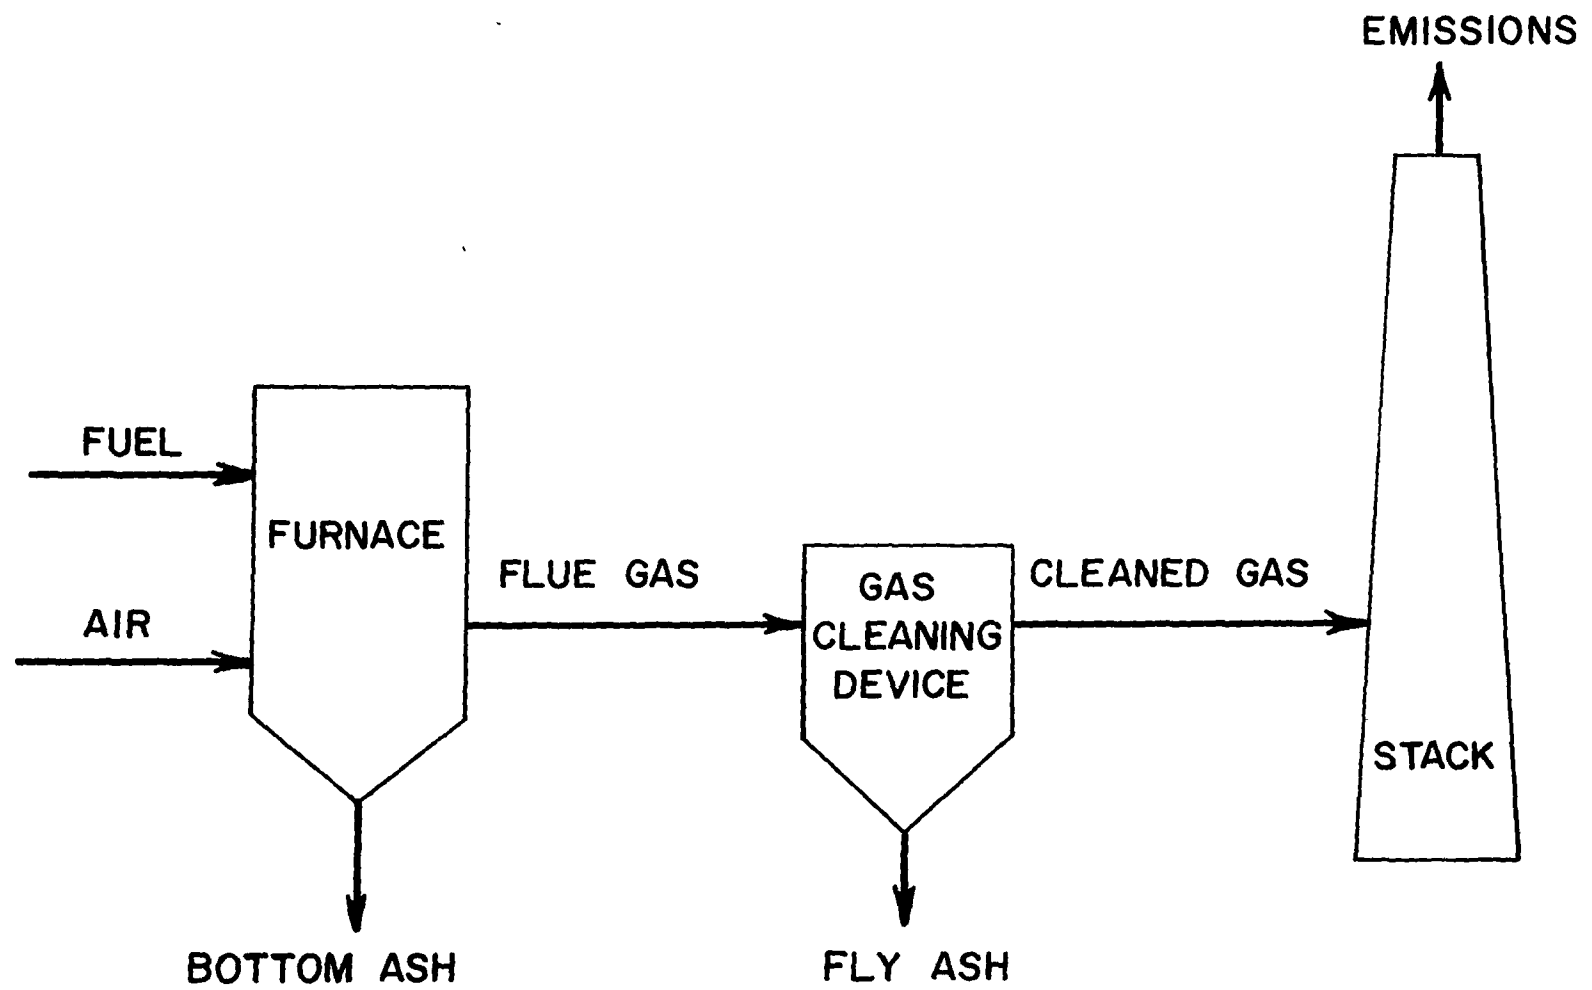 EMISSIONS
FUEL
FURNACE
AIR
FLUE GAS
GAS
CLEANING
DEVICE
CLEANED GAS
STACK
BOTTOM ASH
FLY ASH